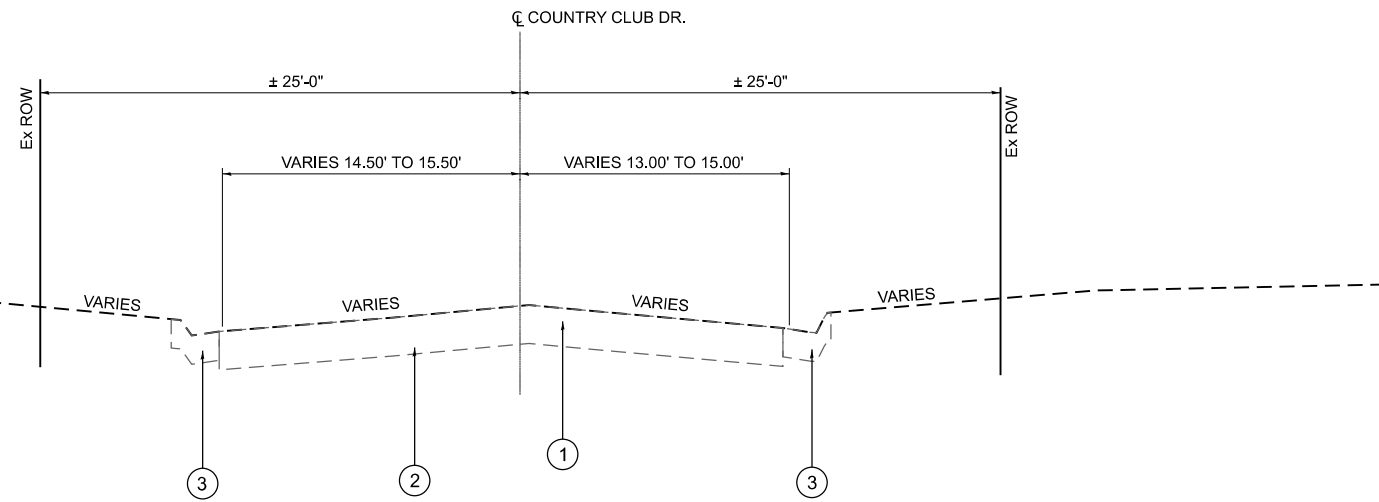 ℄ COUNTRY CLUB DR.
± 25'-0"
± 25'-0"
Ex ROW
Ex ROW
VARIES 14.50' TO 15.50'
VARIES 13.00' TO 15.00'
VARIES
VARIES
VARIES
VARIES
3
2
1
3